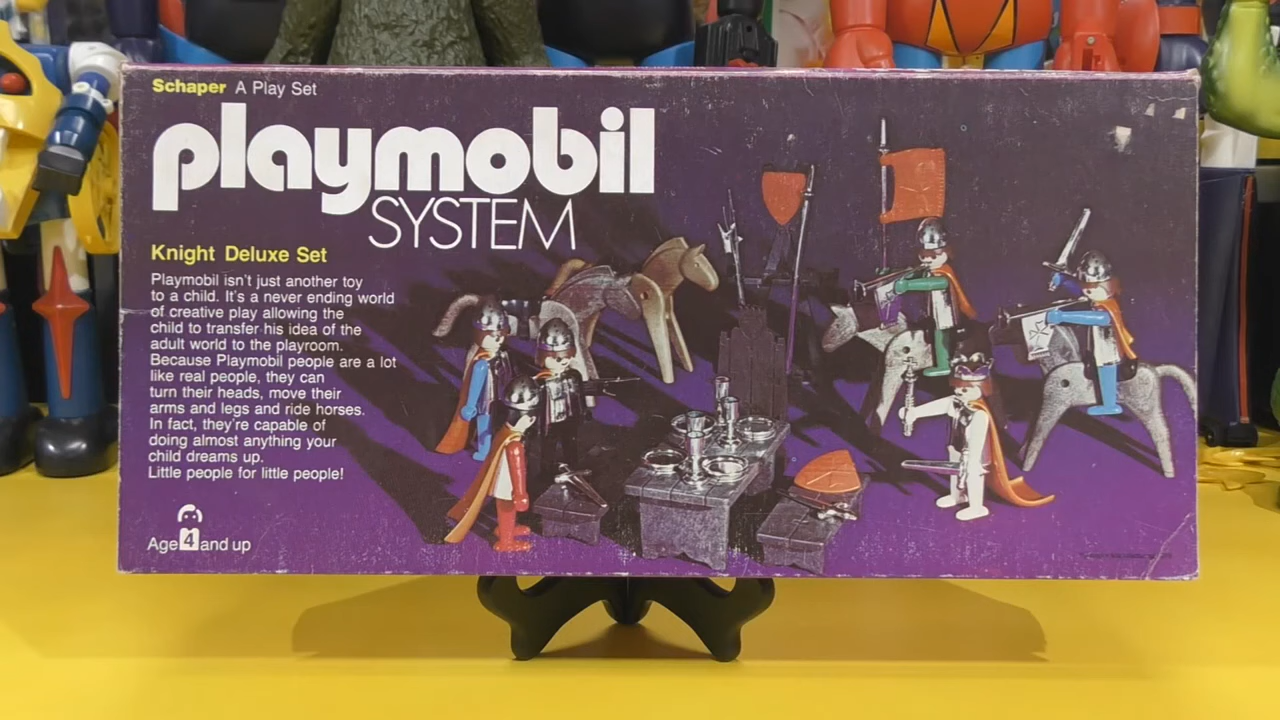 Schaper A Play Set
playmobil
SYSTEM
Knight Deluxe Set
Playmobil isn't just another toy
to a child. It's a never ending world
of creative play allowing the
child to transfer his idea of the
adult world to the playroom.
Because Playmobil people are a lot
like real people, they can
turn their heads, move their
arms and legs and ride horses.
In fact, they're capable of
doing almost anything your
child dreams up.
Little people for little people!
Age 4 and up